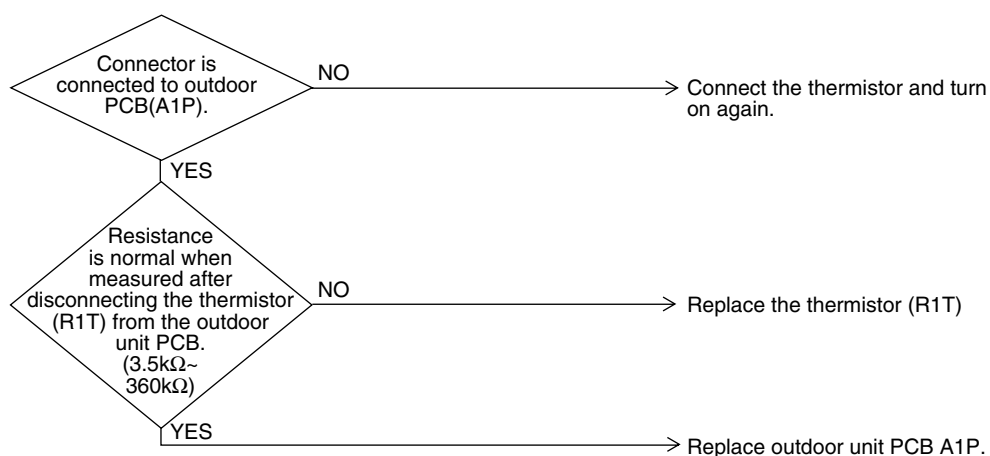 Connector is
connected to outdoor
PCB(A1P).
NO
Connect the thermistor and turn
on again.
YES
Resistance
is normal when
measured after
disconnecting the thermistor
(R1T) from the outdoor
unit PCB.
(3.5kΩ~
360kΩ)
NO
Replace the thermistor (R1T)
YES
Replace outdoor unit PCB A1P.